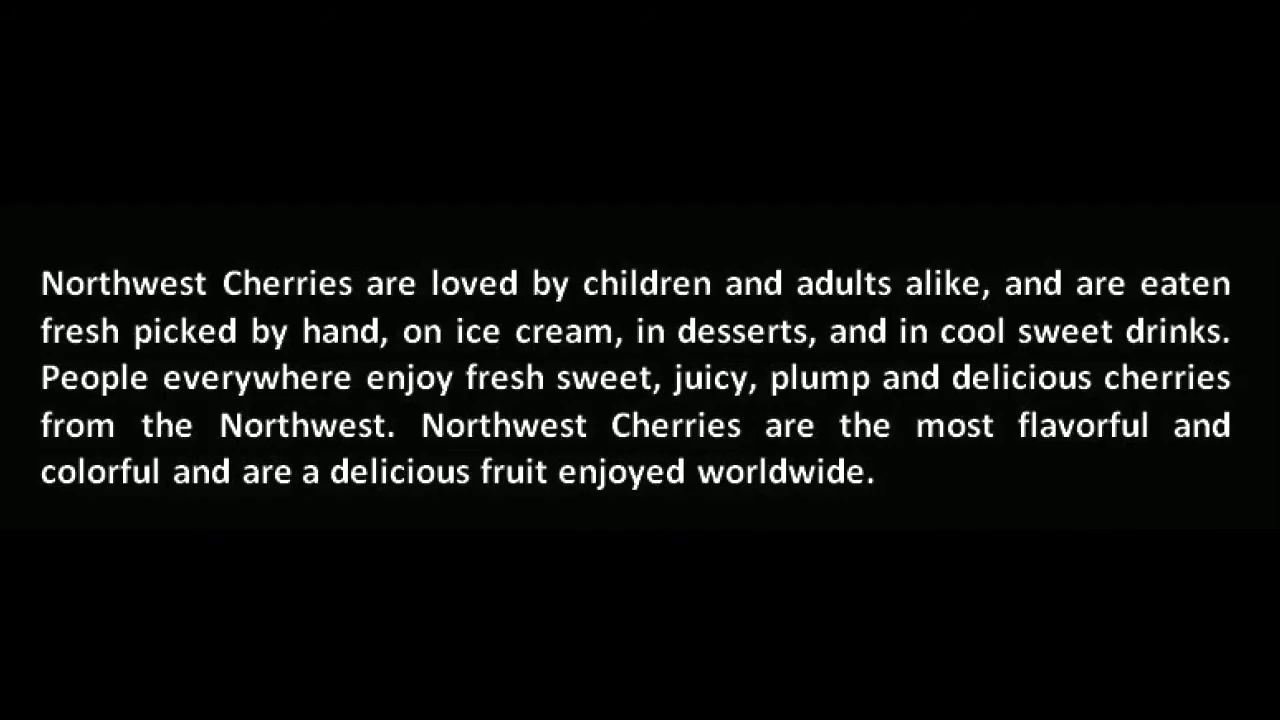 Northwest Cherries are loved by children and adults alike, and are eaten
fresh picked by hand, on ice cream, in desserts, and in cool sweet drinks.
People everywhere enjoy fresh sweet, juicy, plump and delicious cherries
from the Northwest. Northwest Cherries are the most flavorful and
colorful and are a delicious fruit enjoyed worldwide.